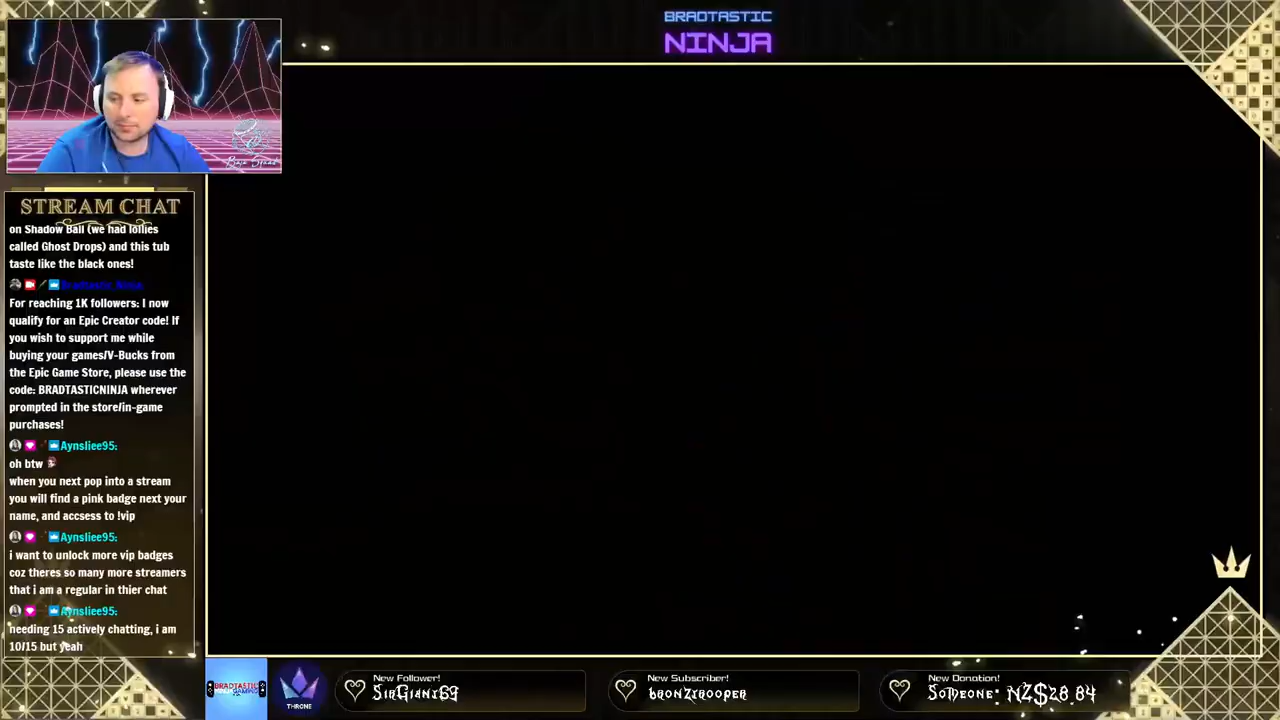 BRADTASTIC
NINJA
STREAM CHAT
on Shadow Ball (we had lollies
called Ghost Drops) and this tub
taste like the black ones!
Bradtastic_Ninja:
For reaching 1K followers: I now
qualify for an Epic Creator code! If
you wish to support me while
buying your games/V-Bucks from
the Epic Game Store, please use the
code: BRADTASTICNINJA wherever
prompted in the store/in-game
purchases!
Aynsliee95:
oh btw
when you next pop into a stream
you will find a pink badge next your
name, and accsess to !vip
Aynsliee95:
i want to unlock more vip badges
coz theres so many more streamers
that i am a regular in thier chat
Aynsliee95:
needing 15 actively chatting, i am
10/15 but yeah
BRADTASTIC
GAMING
THRONE
New Follower!
SirGiani69
New Subscriber!
bronztrooper
New Donation!
Someone: NZ$28.84